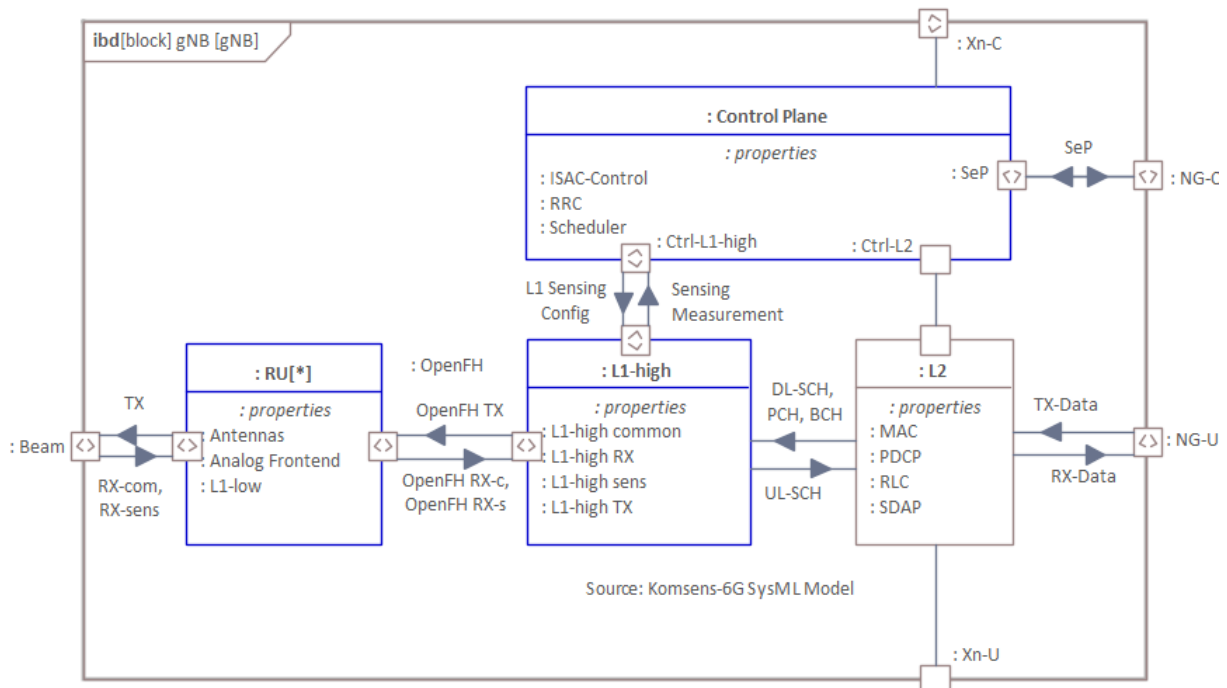 ibd[block] gNB [gNB]
: Xn-C
: Control Plane
: properties
: ISAC-Control
: RRC
: Scheduler
: SeP
SeP
: NG-C
: Ctrl-L1-high
: Ctrl-L2
L1 Sensing
Config
Sensing
Measurement
: RU[*]
: properties
: Antennas
: Analog Frontend
: L1-low
TX
: Beam
RX-com,
RX-sens
: OpenFH
OpenFH TX
OpenFH RX-c,
OpenFH RX-s
: L1-high
: properties
: L1-high common
: L1-high RX
: L1-high sens
: L1-high TX
DL-SCH,
PCH, BCH
UL-SCH
: L2
: properties
: MAC
: PDCP
: RLC
: SDAP
TX-Data
: NG-U
RX-Data
Source: Komsens-6G SysML Model
: Xn-U